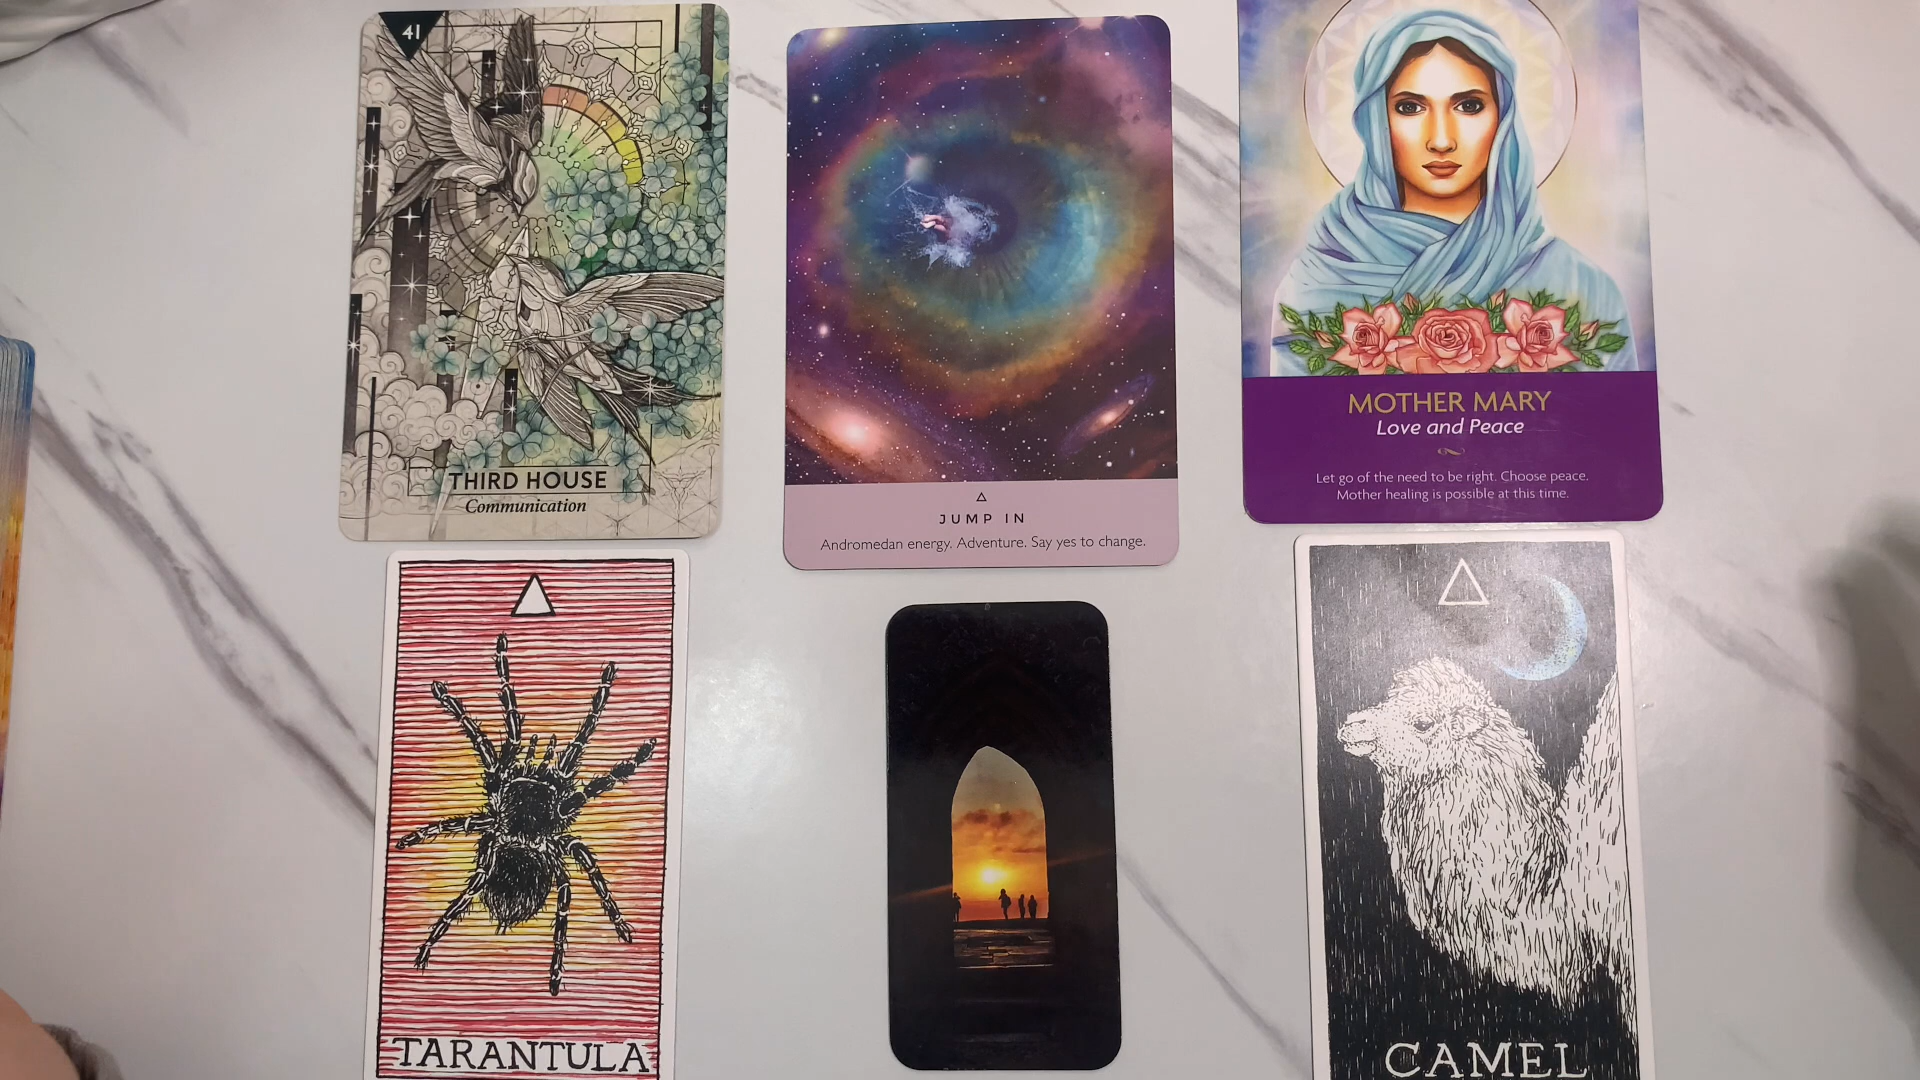 41
THIRD HOUSE
Communication
JUMP IN
Andromedan energy. Adventure. Say yes to change.
MOTHER MARY
Love and Peace
Let go of the need to be right. Choose peace.
Mother healing is possible at this time.
TARANTULA
CAMEL